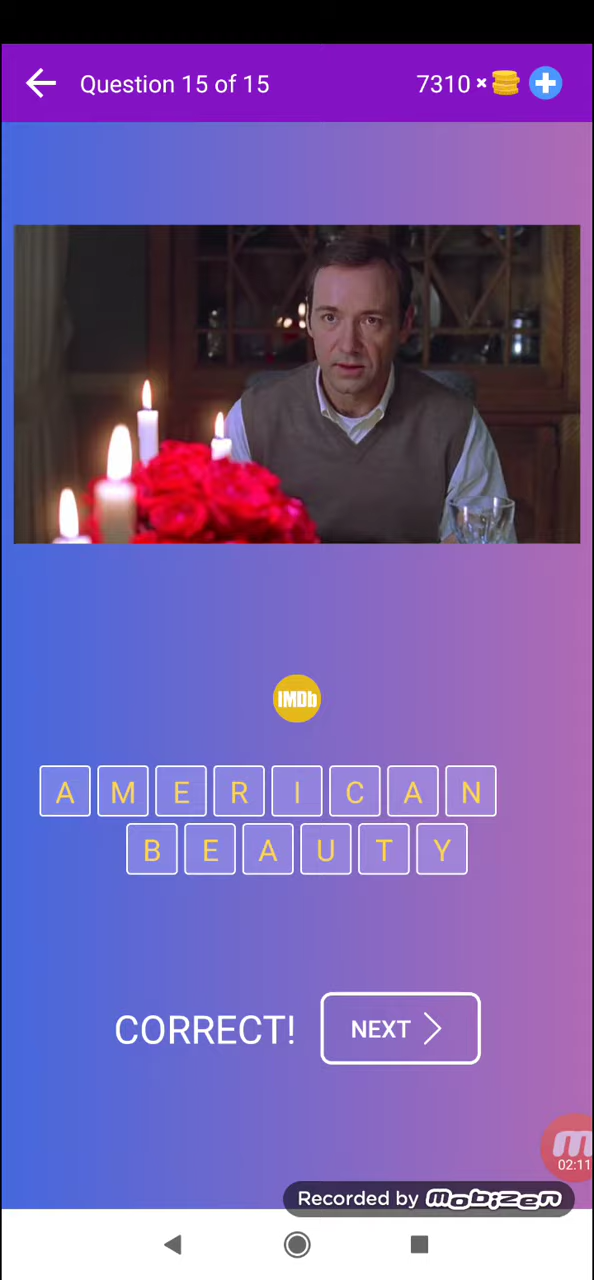 Question 15 of 15
7310 ×
IMDb
AMERICAN
BEAUTY
CORRECT!
NEXT
02:11
Recorded by mobizen